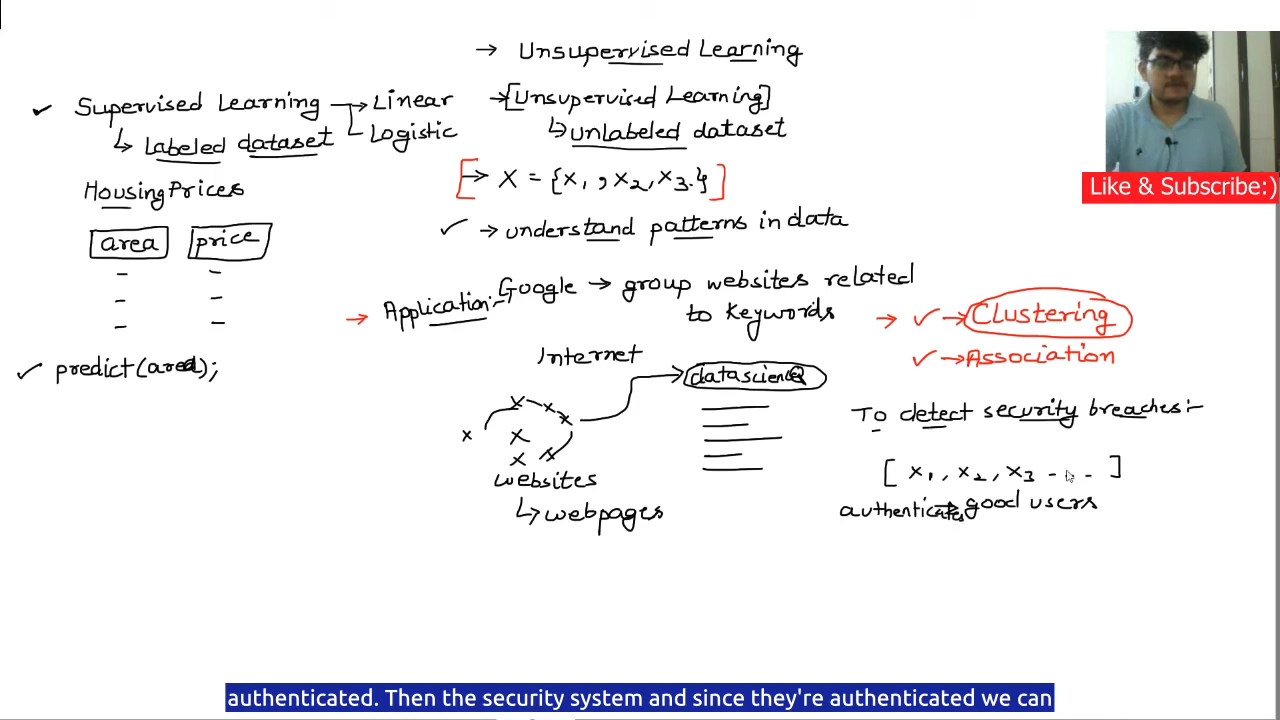 → Unsupervised Learning
✓ Supervised Learning → Linear
Logistic
↳ Labeled dataset
Housing Prices
area price
- -
- -
- -
✓ predict(area);
→ [Unsupervised Learning]
↳ unlabeled dataset
[→ X = {x₁, x₂, x₃.}]
✓ → understand patterns in data
→ Application:- Google → group websites related
to keywords
Internet
datascience
websites
↳ webpages
→ ✓ → Clustering
✓ → Association
To detect security breaches:-
[ x₁, x₂, x₃ - - - ]
authenticates → good users
Like & Subscribe:)
authenticated. Then the security system and since they're authenticated we can